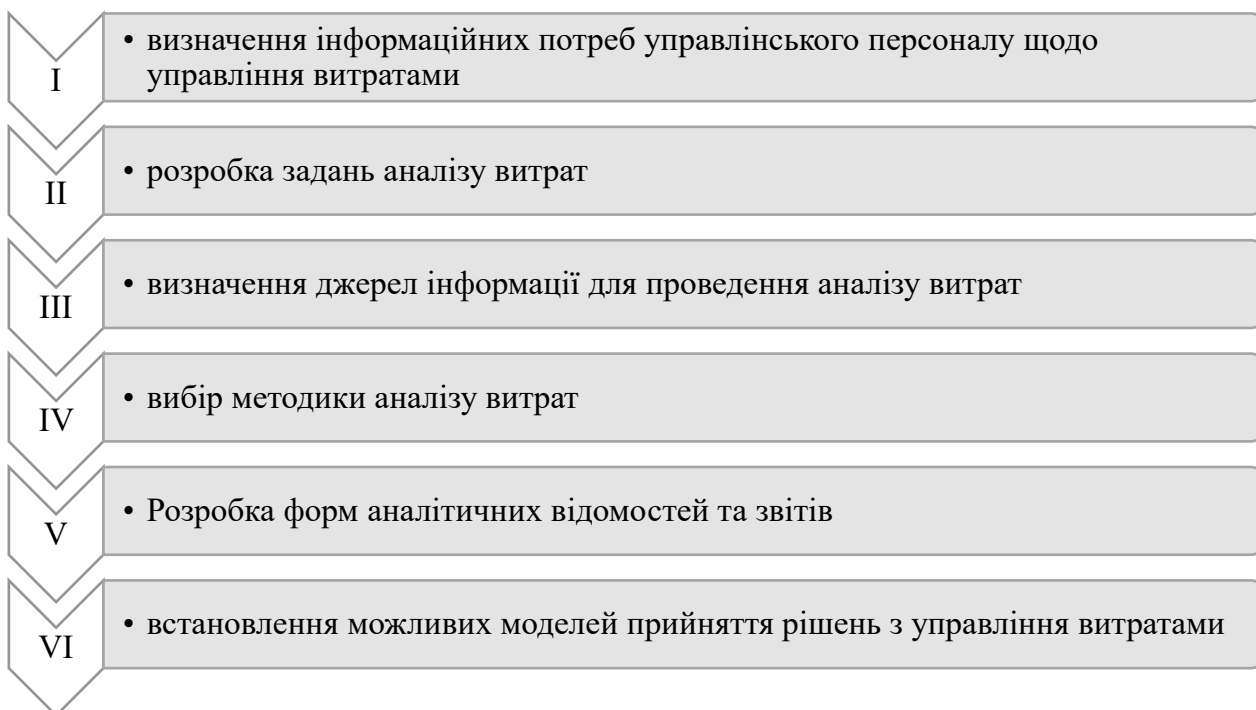 I
• визначення інформаційних потреб управлінського персоналу щодо
управління витратами
II
• розробка задань аналізу витрат
III
• визначення джерел інформації для проведення аналізу витрат
IV
• вибір методики аналізу витрат
V
• Розробка форм аналітичних відомостей та звітів
VI
• встановлення можливих моделей прийняття рішень з управління витратами